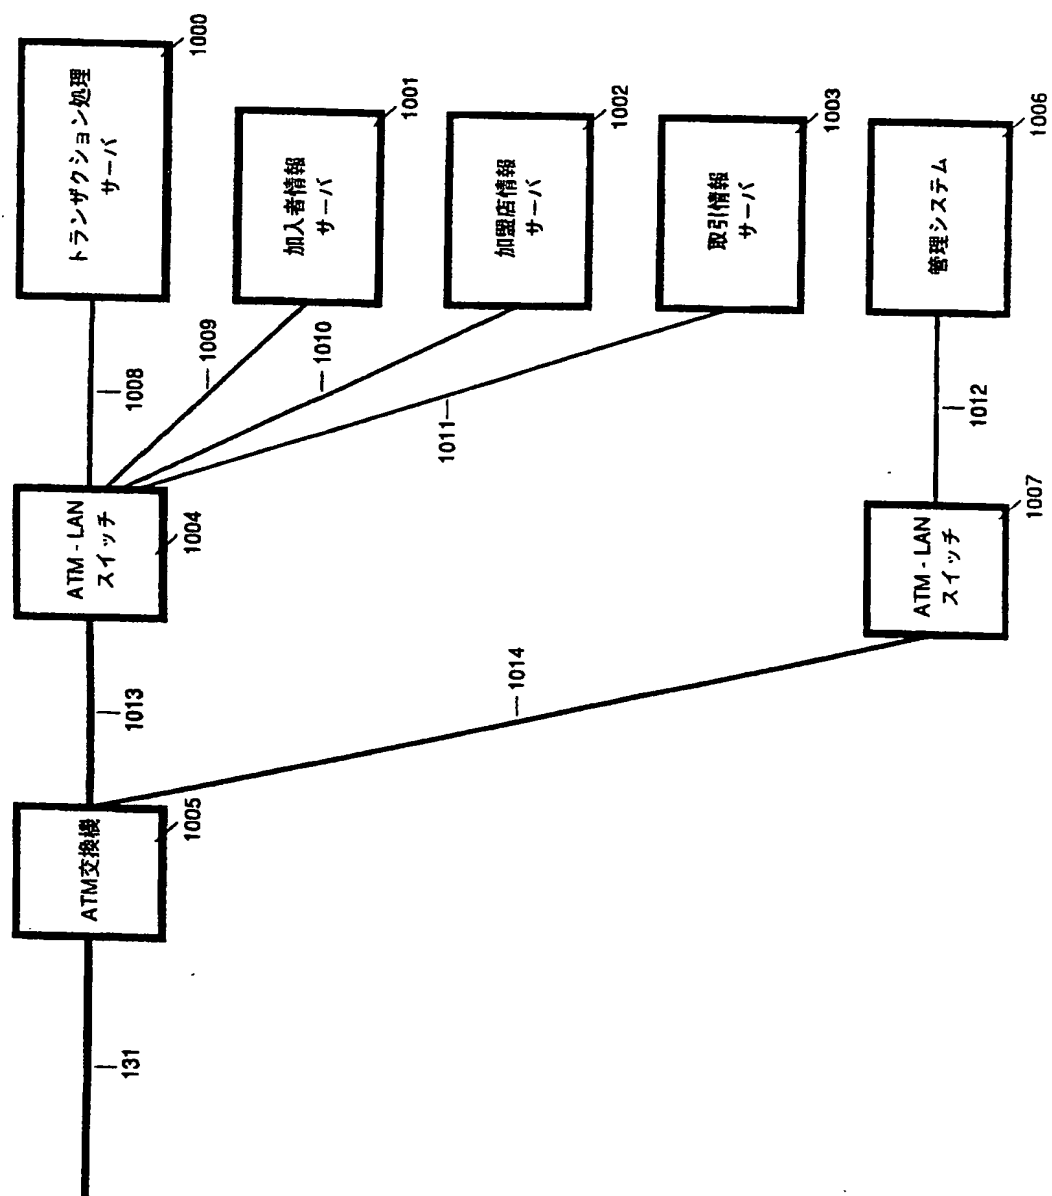 トランザクション処理
サーバ
1000
加入者情報
サーバ
1001
加盟店情報
サーバ
1002
取引情報
サーバ
1003
管理システム
1006
1008
1009
1010
1011
1012
ATM - LAN
スイッチ
1004
ATM - LAN
スイッチ
1007
1013
1014
ATM交換機
1005
131